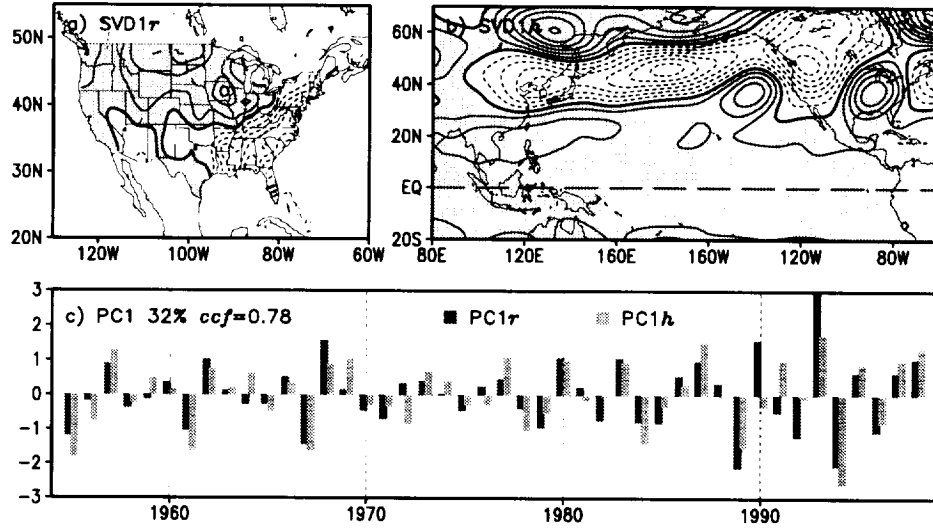 a) SVD1r
b) SVD1h
50N
40N
30N
20N
120W
100W
80W
60W
60N
40N
20N
EQ
20S
80E
120E
160E
160W
120W
80W
c) PC1 32% ccf=0.78
PC1r
PC1h
3
2
1
0
-1
-2
-3
1960
1970
1980
1990